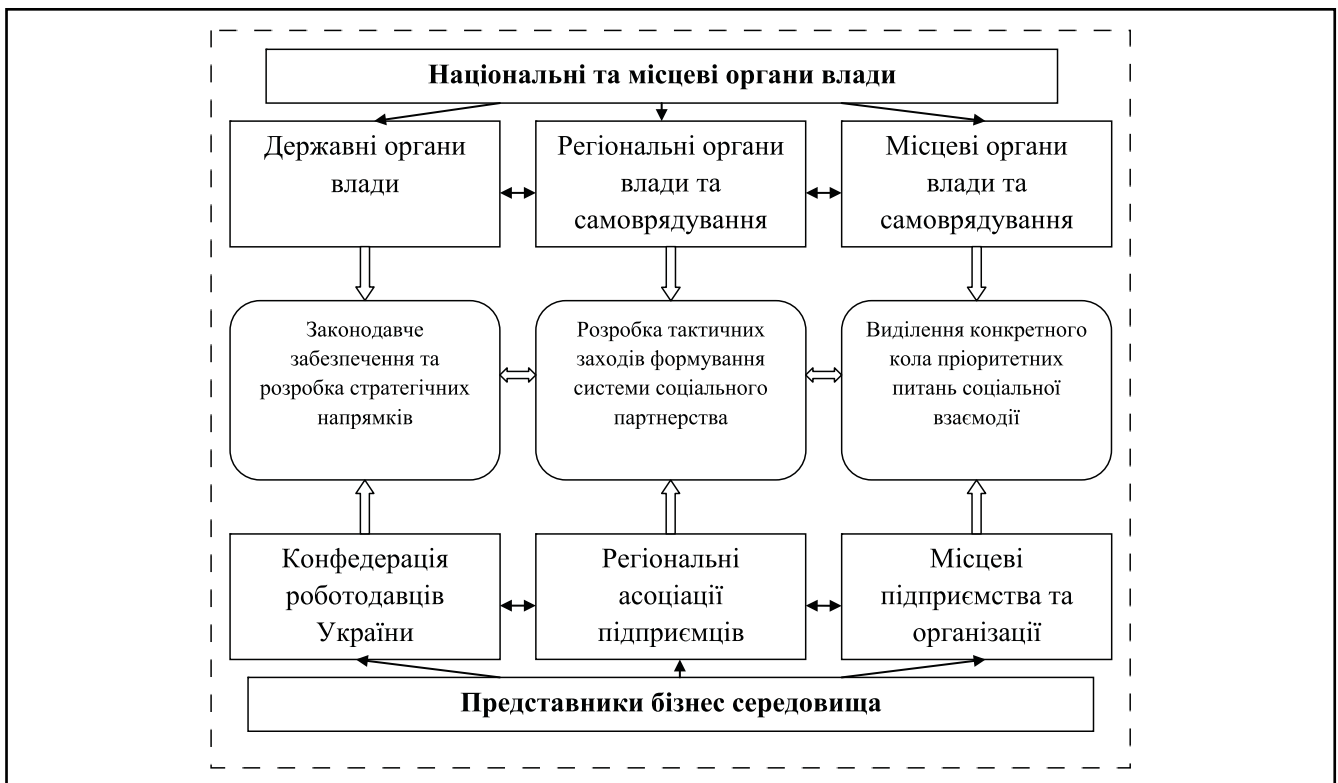 Національні та місцеві органи влади
Державні органи
влади
Регіональні органи
влади та
самоврядування
Місцеві органи
влади та
самоврядування
Законодавче
забезпечення та
розробка стратегічних
напрямків
Розробка тактичних
заходів формування
системи соціального
партнерства
Виділення конкретного
кола пріоритетних
питань соціальної
взаємодії
Конфедерація
роботодавців
України
Регіональні
асоціації
підприємців
Місцеві
підприємства та
організації
Представники бізнес середовища